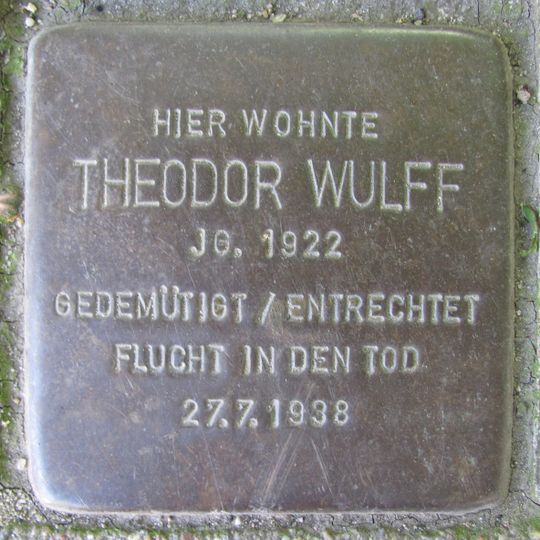 HIER WOHNTE
THEODOR WULFF
JG. 1922
GEDEMÜTIGT / ENTRECHTET
FLUCHT IN DEN TOD
27.7.1938